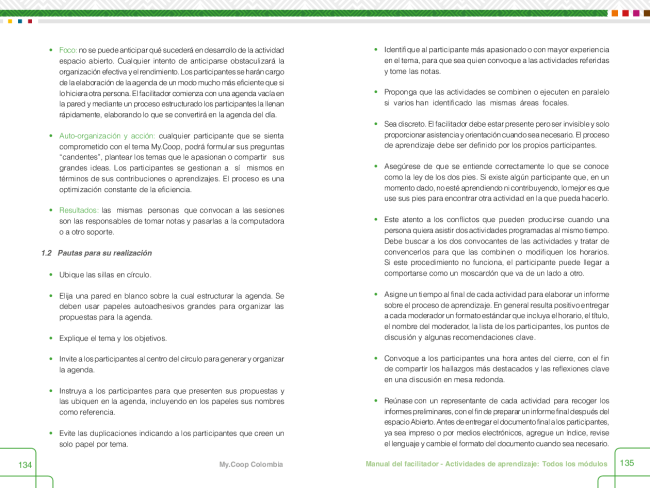 • Foco: no se puede anticipar qué sucederá en desarrollo de la actividad
espacio abierto. Cualquier intento de anticiparse obstaculizará la
organización efectiva y el rendimiento. Los participantes se harán cargo
de la elaboración de la agenda de un modo mucho más eficiente que si
lo hiciera otra persona. El facilitador comienza con una agenda vacía en
la pared y mediante un proceso estructurado los participantes la llenan
rápidamente, elaborando lo que se convertirá en la agenda del día.
• Auto-organización y acción: cualquier participante que se sienta
comprometido con el tema My.Coop, podrá formular sus preguntas
“candentes”, plantear los temas que le apasionan o compartir sus
grandes ideas. Los participantes se gestionan a sí mismos en
términos de sus contribuciones o aprendizajes. El proceso es una
optimización constante de la eficiencia.
• Resultados: las mismas personas que convocan a las sesiones
son las responsables de tomar notas y pasarlas a la computadora
o a otro soporte.
1.2 Pautas para su realización
• Ubique las sillas en círculo.
• Elija una pared en blanco sobre la cual estructurar la agenda. Se
deben usar papeles autoadhesivos grandes para organizar las
propuestas para la agenda.
• Explique el tema y los objetivos.
• Invite a los participantes al centro del círculo para generar y organizar
la agenda.
• Instruya a los participantes para que presenten sus propuestas y
las ubiquen en la agenda, incluyendo en los papeles sus nombres
como referencia.
• Evite las duplicaciones indicando a los participantes que creen un
solo papel por tema.
134
My.Coop Colombia
• Identifique al participante más apasionado o con mayor experiencia
en el tema, para que sea quien convoque a las actividades referidas
y tome las notas.
• Proponga que las actividades se combinen o ejecuten en paralelo
si varios han identificado las mismas áreas focales.
• Sea discreto. El facilitador debe estar presente pero ser invisible y solo
proporcionar asistencia y orientación cuando sea necesario. El proceso
de aprendizaje debe ser definido por los propios participantes.
• Asegúrese de que se entiende correctamente lo que se conoce
como la ley de los dos pies. Si existe algún participante que, en un
momento dado, no esté aprendiendo ni contribuyendo, lo mejor es que
use sus pies para encontrar otra actividad en la que pueda hacerlo.
• Este atento a los conflictos que pueden producirse cuando una
persona quiera asistir dos actividades programadas al mismo tiempo.
Debe buscar a los dos convocantes de las actividades y tratar de
convencerlos para que las combinen o modifiquen los horarios.
Si este procedimiento no funciona, el participante puede llegar a
comportarse como un moscardón que va de un lado a otro.
• Asigne un tiempo al final de cada actividad para elaborar un informe
sobre el proceso de aprendizaje. En general resulta positivo entregar
a cada moderador un formato estándar que incluya el horario, el título,
el nombre del moderador, la lista de los participantes, los puntos de
discusión y algunas recomendaciones clave.
• Convoque a los participantes una hora antes del cierre, con el fin
de compartir los hallazgos más destacados y las reflexiones clave
en una discusión en mesa redonda.
• Reúnase con un representante de cada actividad para recoger los
informes preliminares, con el fin de preparar un informe final después del
espacio Abierto. Antes de entregar el documento final a los participantes,
ya sea impreso o por medios electrónicos, agregue un índice, revise
el lenguaje y cambie el formato del documento cuando sea necesario.
Manual del facilitador - Actividades de aprendizaje: Todos los módulos
135